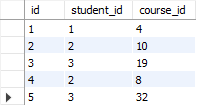 id student_id course_id
1 1 4
2 2 10
3 3 19
4 2 8
5 3 32